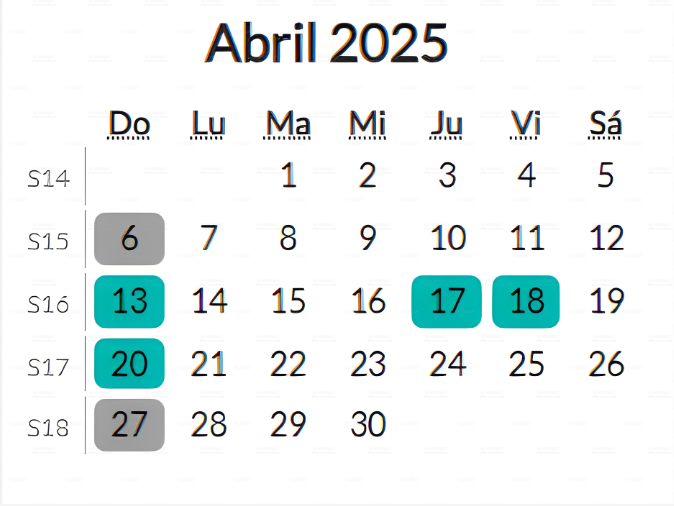 Abril 2025
Do Lu Ma Mi Ju Vi Sá
S14 1 2 3 4 5
S15 6 7 8 9 10 11 12
S16 13 14 15 16 17 18 19
S17 20 21 22 23 24 25 26
S18 27 28 29 30